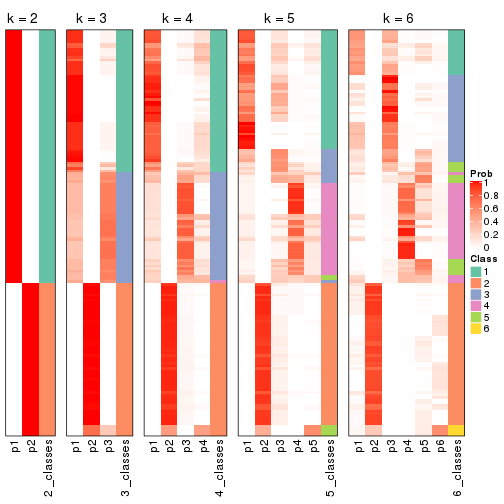 k = 2
k = 3
k = 4
k = 5
k = 6
Prob
1
0.8
0.6
0.4
0.2
0
Class
1
2
3
4
5
6
p1
p2
2_classes
p1
p2
p3
3_classes
p1
p2
p3
p4
4_classes
p1
p2
p3
p4
p5
5_classes
p1
p2
p3
p4
p5
p6
6_classes